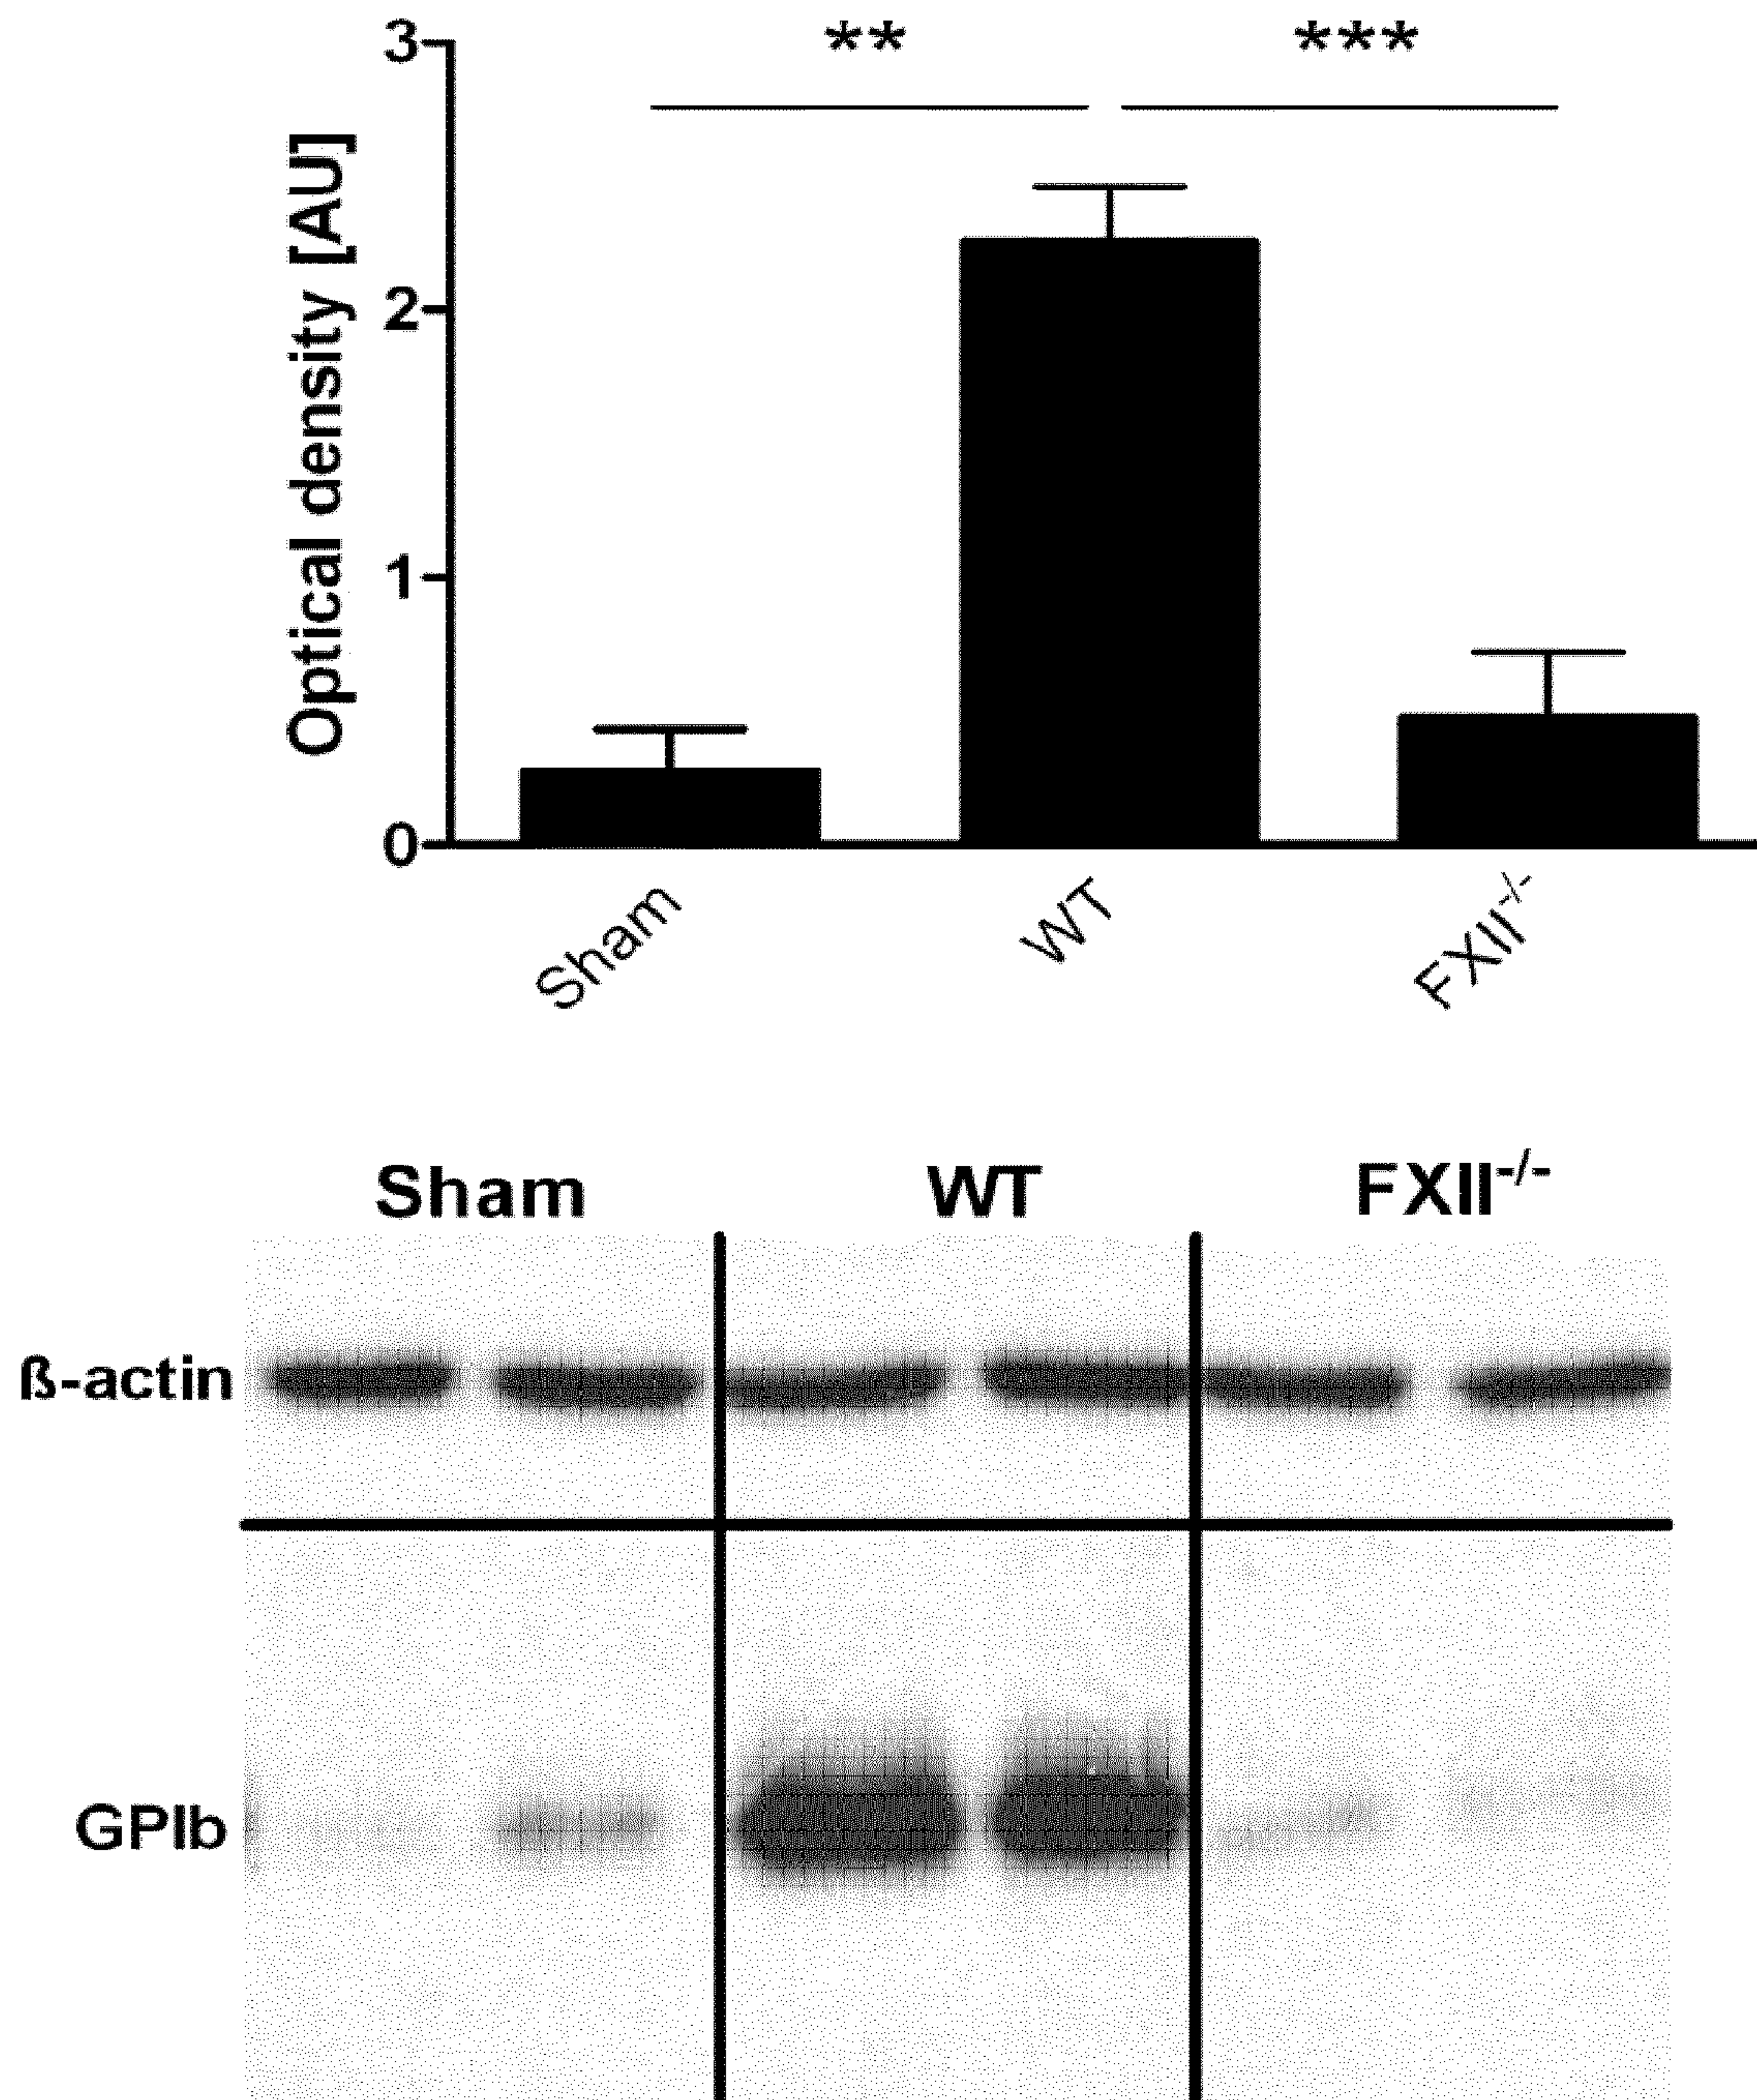 3
** ***
2
1
0
Optical density [AU]
Sham WT FXII-/-
Sham WT FXII-/-
ß-actin
GPIb